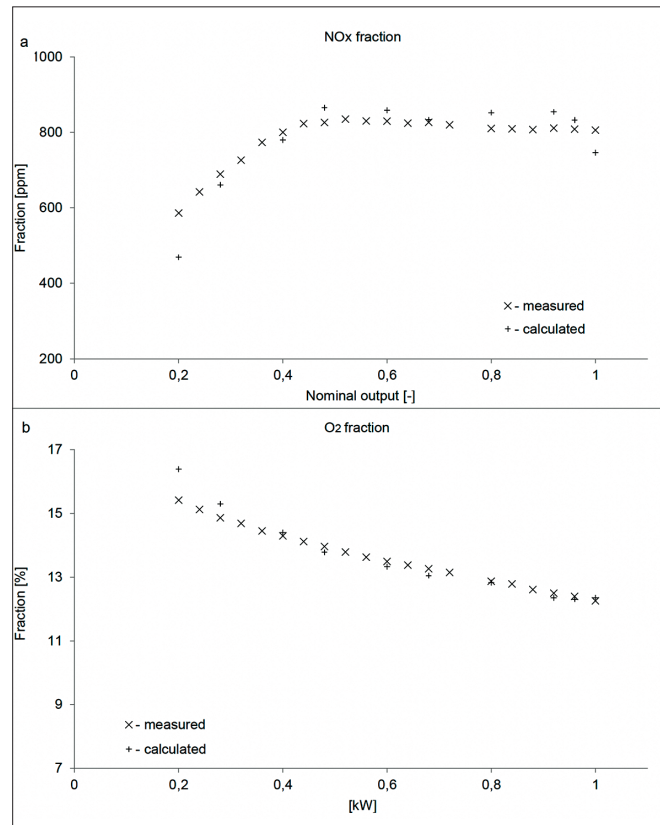 a
NOx fraction
1000
800
600
400
200
Fraction [ppm]
× - measured
+ - calculated
0 0,2 0,4 0,6 0,8 1
Nominal output [-]
b
O2 fraction
17
15
13
11
9
7
Fraction [%]
× - measured
+ - calculated
0 0,2 0,4 0,6 0,8 1
[kW]